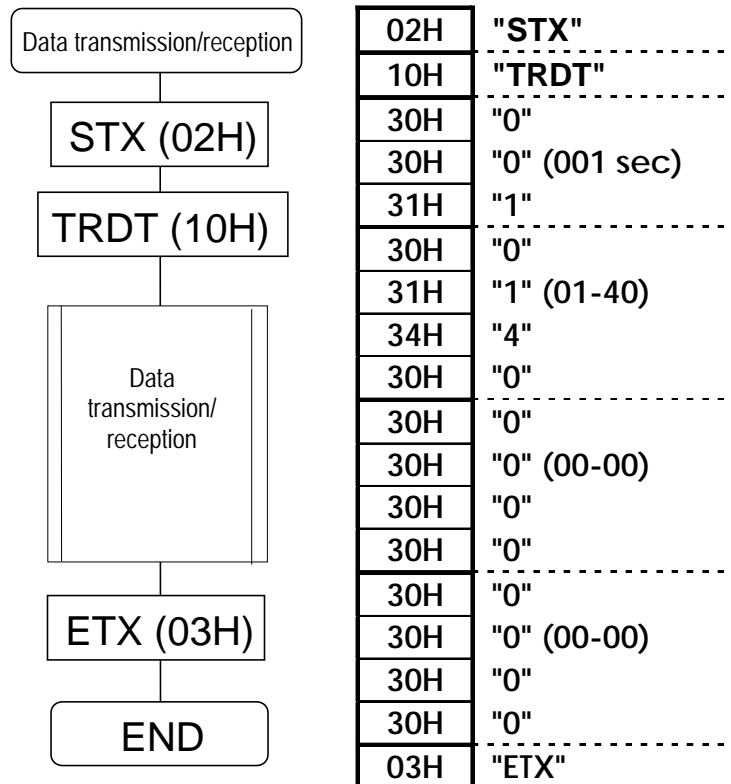 Data transmission/reception
STX (02H)
TRDT (10H)
Data
transmission/
reception
ETX (03H)
END
02H "STX"
10H "TRDT"
30H "0"
30H "0" (001 sec)
31H "1"
30H "0"
31H "1" (01-40)
34H "4"
30H "0"
30H "0"
30H "0" (00-00)
30H "0"
30H "0"
30H "0"
30H "0" (00-00)
30H "0"
30H "0"
03H "ETX"